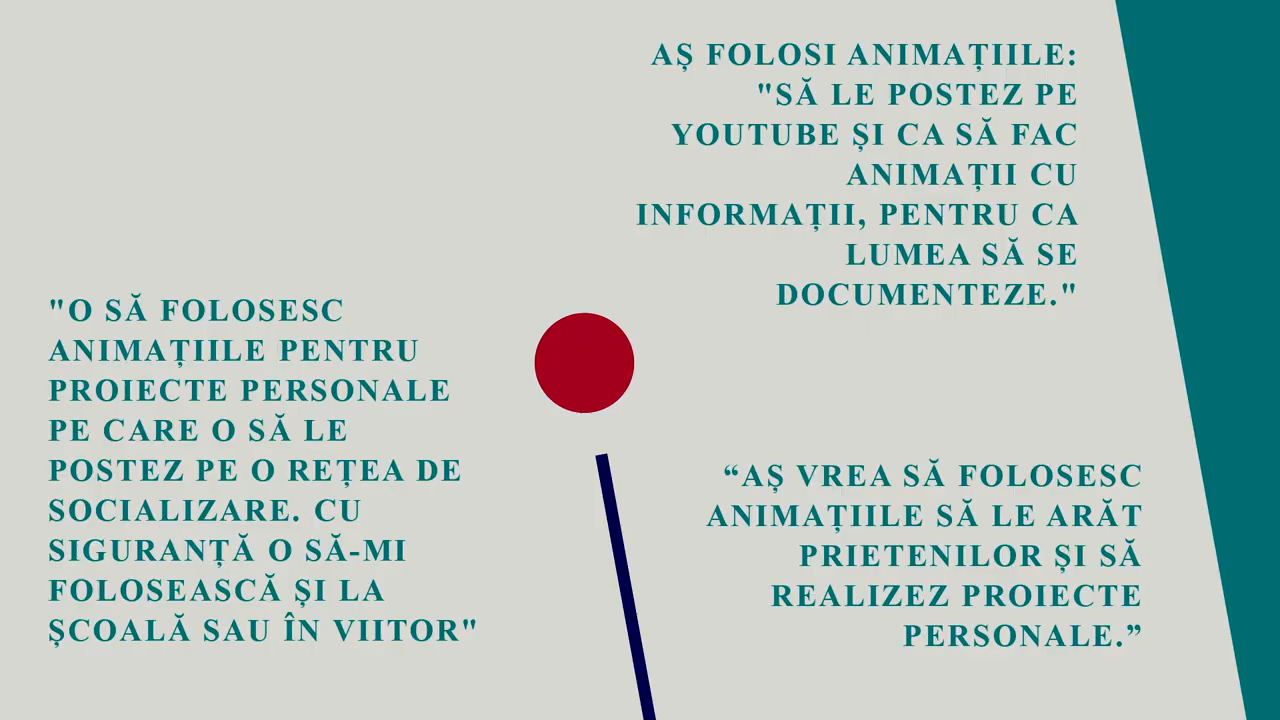 AȘ FOLOSI ANIMAȚIILE:
"SĂ LE POSTEZ PE
YOUTUBE ȘI CA SĂ FAC
ANIMAȚII CU
INFORMAȚII, PENTRU CA
LUMEA SĂ SE
DOCUMENTEZE."
"O SĂ FOLOSESC
ANIMAȚIILE PENTRU
PROIECTE PERSONALE
PE CARE O SĂ LE
POSTEZ PE O REȚEA DE
SOCIALIZARE. CU
SIGURANȚĂ O SĂ-MI
FOLOSEASCĂ ȘI LA
ȘCOALĂ SAU ÎN VIITOR"
“AȘ VREA SĂ FOLOSESC
ANIMAȚIILE SĂ LE ARĂT
PRIETENILOR ȘI SĂ
REALIZEZ PROIECTE
PERSONALE.”